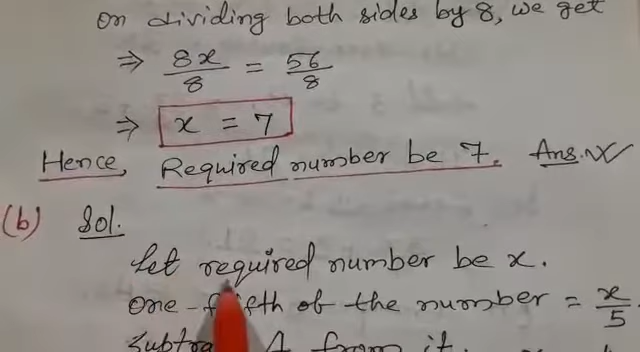 On dividing both sides by 8, we get
⇒ 8x/8 = 56/8
⇒ x = 7
Hence, Required number be 7. Ans.
(b) Sol.
Let required number be x.
One-fifth of the number = x/5
4 from it